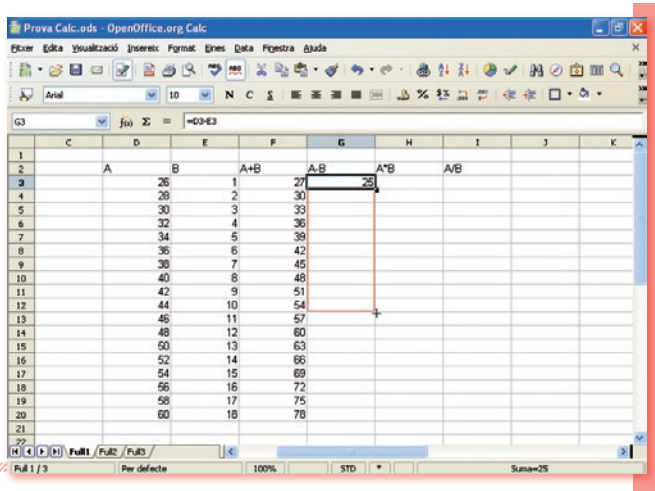 Prova Calc.ods - OpenOffice.org Calc
Fitxer Edita Visualització Insereix Format Eines Data Finestra Ajuda
Arial 10 N C S
G3 f(x) Σ = =D3-E3
C D E F G H I J K
1
2 A B A+B A-B A*B A/B
3 26 1 27 25
4 28 2 30
5 30 3 33
6 32 4 36
7 34 5 39
8 36 6 42
9 38 7 45
10 40 8 48
11 42 9 51
12 44 10 54
13 46 11 57
14 48 12 60
15 50 13 63
16 52 14 66
17 54 15 69
18 56 16 72
19 58 17 75
20 60 18 78
21
22
Full1 Full2 Full3
Full 1 / 3 Per defecte 100% STD * Suma=25